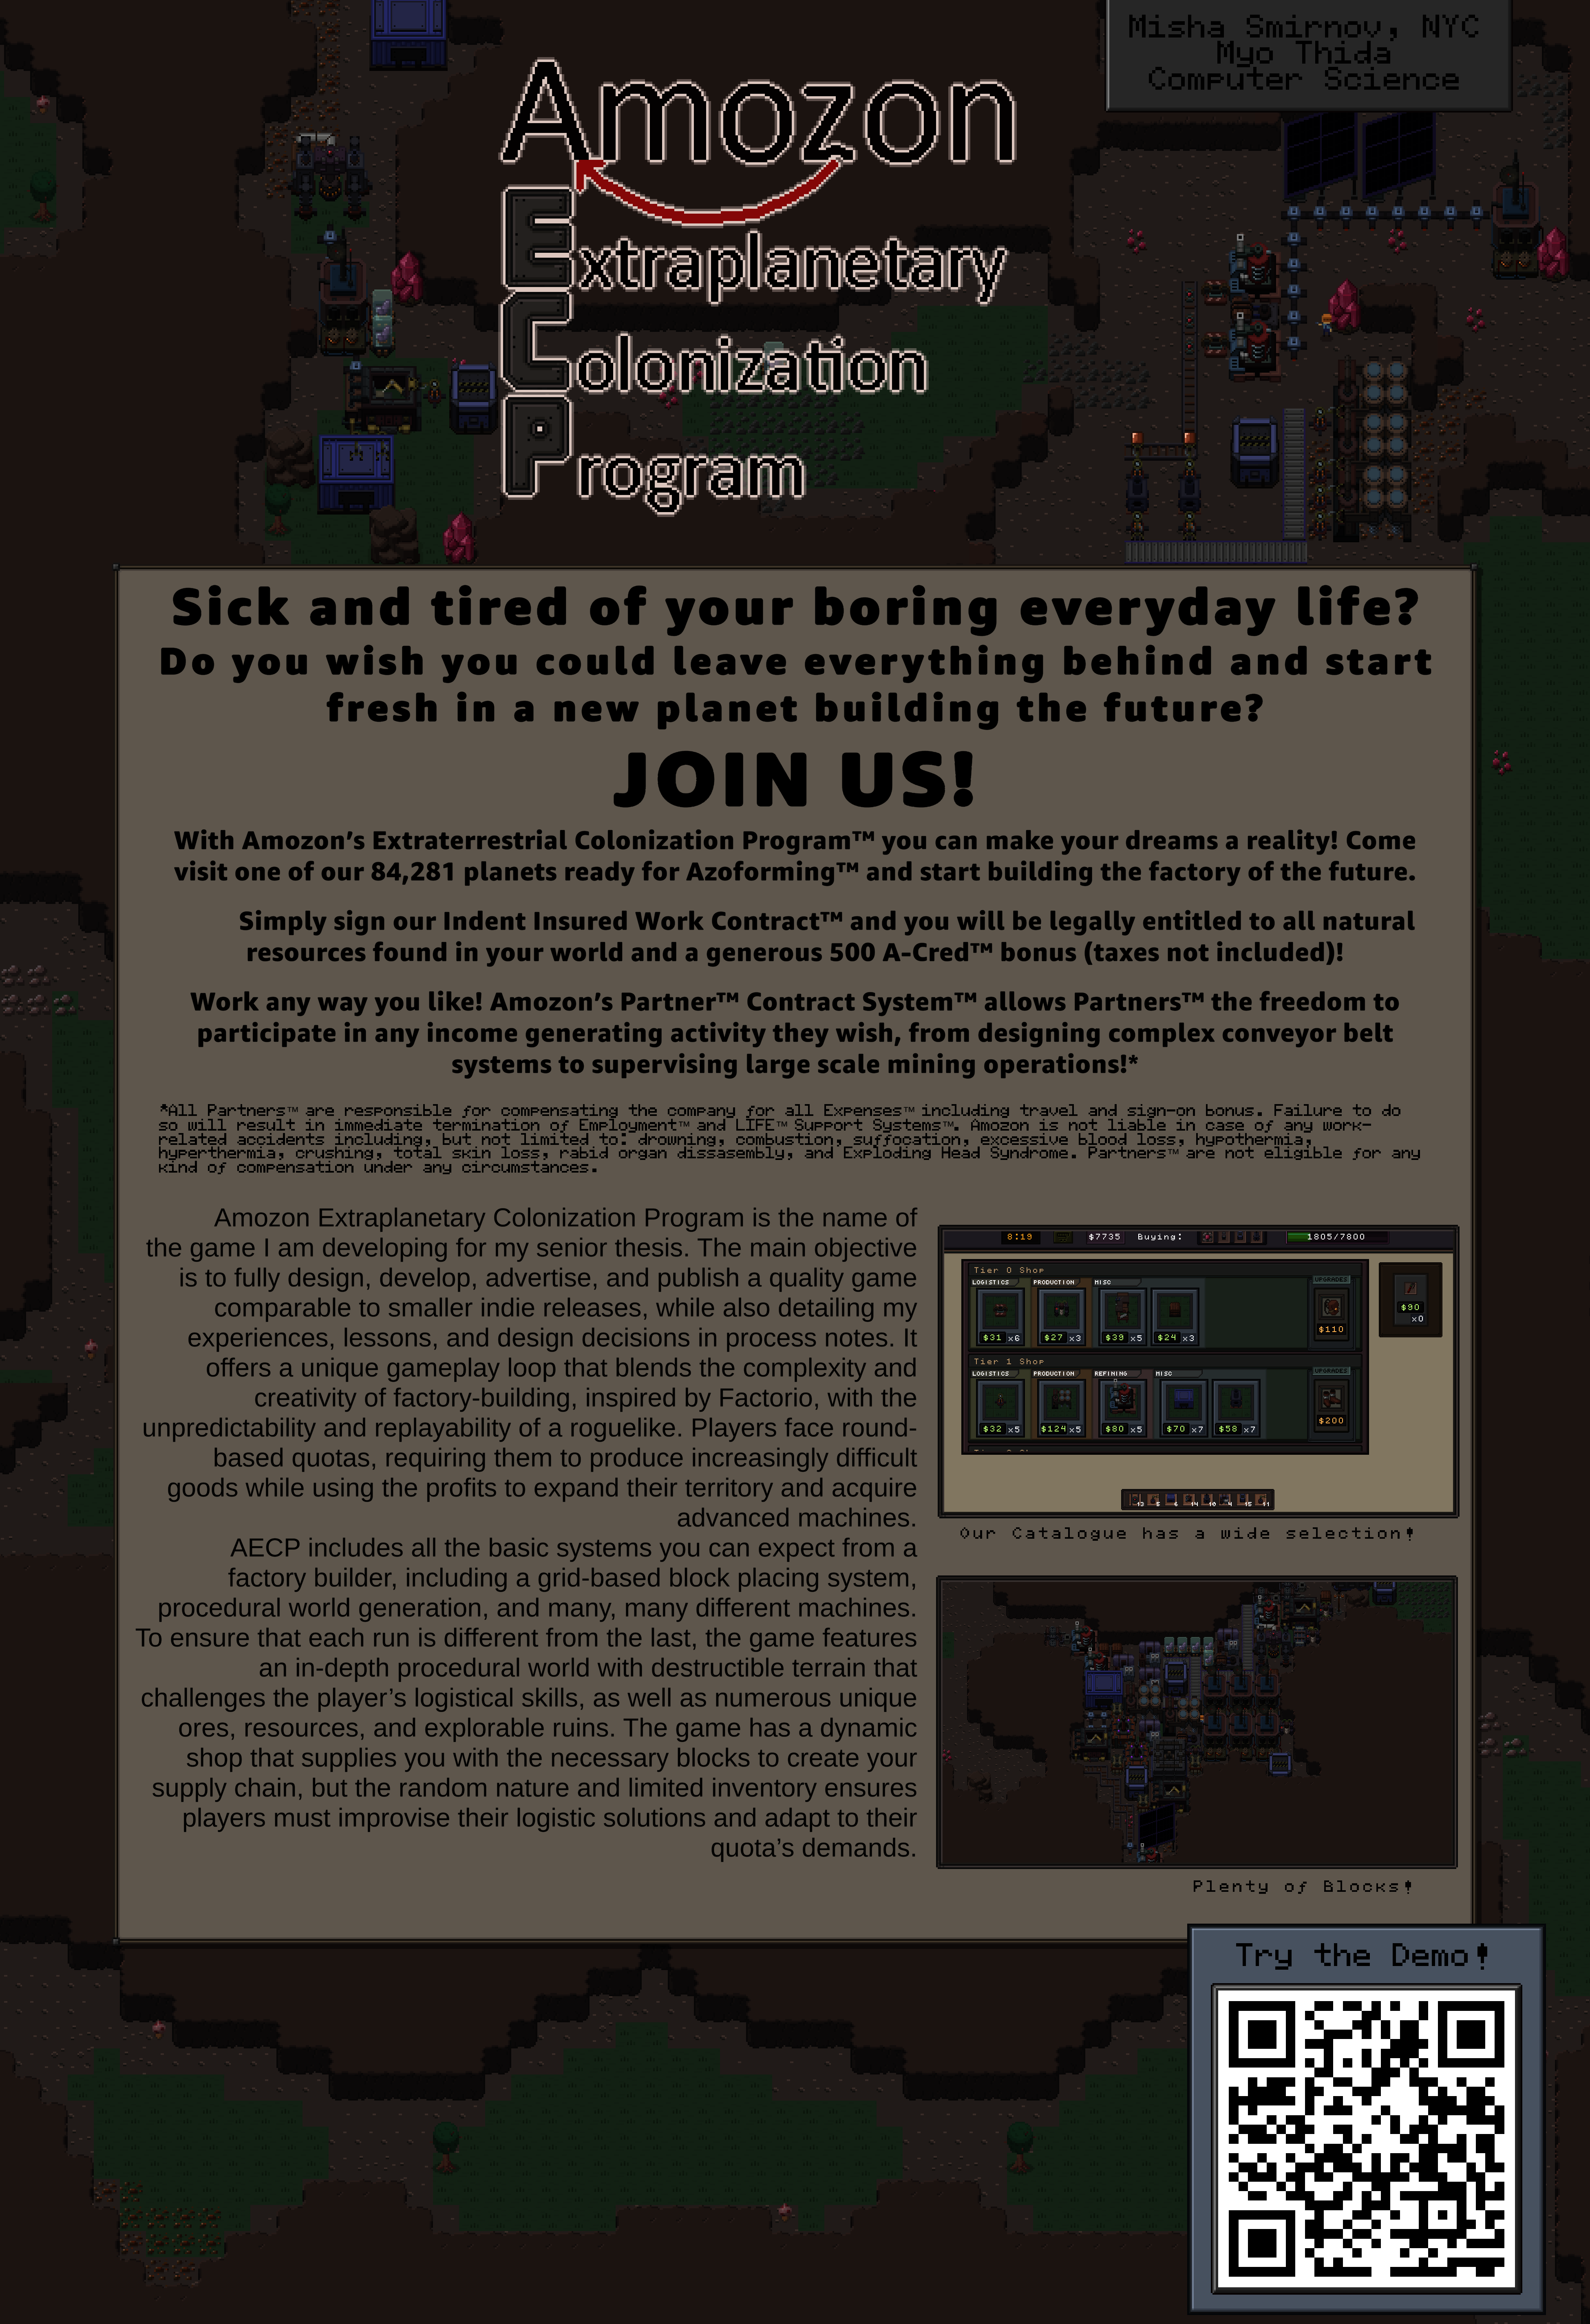 Misha Smirnov, NYC
Myo Thida
Computer Science
Amozon
Extraplanetary
Colonization
Program
Sick and tired of your boring everyday life?
Do you wish you could leave everything behind and start
fresh in a new planet building the future?
JOIN US!
With Amozon’s Extraterrestrial Colonization Program™ you can make your dreams a reality! Come
visit one of our 84,281 planets ready for Azoforming™ and start building the factory of the future.
Simply sign our Indent Insured Work Contract™ and you will be legally entitled to all natural
resources found in your world and a generous 500 A-Cred™ bonus (taxes not included)!
Work any way you like! Amozon’s Partner™ Contract System™ allows Partners™ the freedom to
participate in any income generating activity they wish, from designing complex conveyor belt
systems to supervising large scale mining operations!*
*All Partners™ are responsible for compensating the company for all Expenses™ including travel and sign-on bonus. Failure to do
so will result in immediate termination of Employment™ and LIFE™ Support Systems™. Amozon is not liable in case of any work-
related accidents including, but not limited to: drowning, combustion, suffocation, excessive blood loss, hypothermia,
hyperthermia, crushing, total skin loss, rabid organ dissasembly, and Exploding Head Syndrome. Partners™ are not eligible for any
kind of compensation under any circumstances.
Amozon Extraplanetary Colonization Program is the name of
the game I am developing for my senior thesis. The main objective
is to fully design, develop, advertise, and publish a quality game
comparable to smaller indie releases, while also detailing my
experiences, lessons, and design decisions in process notes. It
offers a unique gameplay loop that blends the complexity and
creativity of factory-building, inspired by Factorio, with the
unpredictability and replayability of a roguelike. Players face round-
based quotas, requiring them to produce increasingly difficult
goods while using the profits to expand their territory and acquire
advanced machines.
AECP includes all the basic systems you can expect from a
factory builder, including a grid-based block placing system,
procedural world generation, and many, many different machines.
To ensure that each run is different from the last, the game features
an in-depth procedural world with destructible terrain that
challenges the player’s logistical skills, as well as numerous unique
ores, resources, and explorable ruins. The game has a dynamic
shop that supplies you with the necessary blocks to create your
supply chain, but the random nature and limited inventory ensures
players must improvise their logistic solutions and adapt to their
quota’s demands.
8:19 $7735 Buying: 1805/7800
Tier 0 Shop
LOGISTICS PRODUCTION MISC UPGRADES
$31 x6 $27 x3 $39 x5 $24 x3 $110
$90
x0
Tier 1 Shop
LOGISTICS PRODUCTION REFINING MISC UPGRADES
$32 x5 $124 x5 $80 x5 $70 x7 $58 x7 $200
13 5 6 14 10 4 15 11
Our Catalogue has a wide selection!
Plenty of Blocks!
Try the Demo!